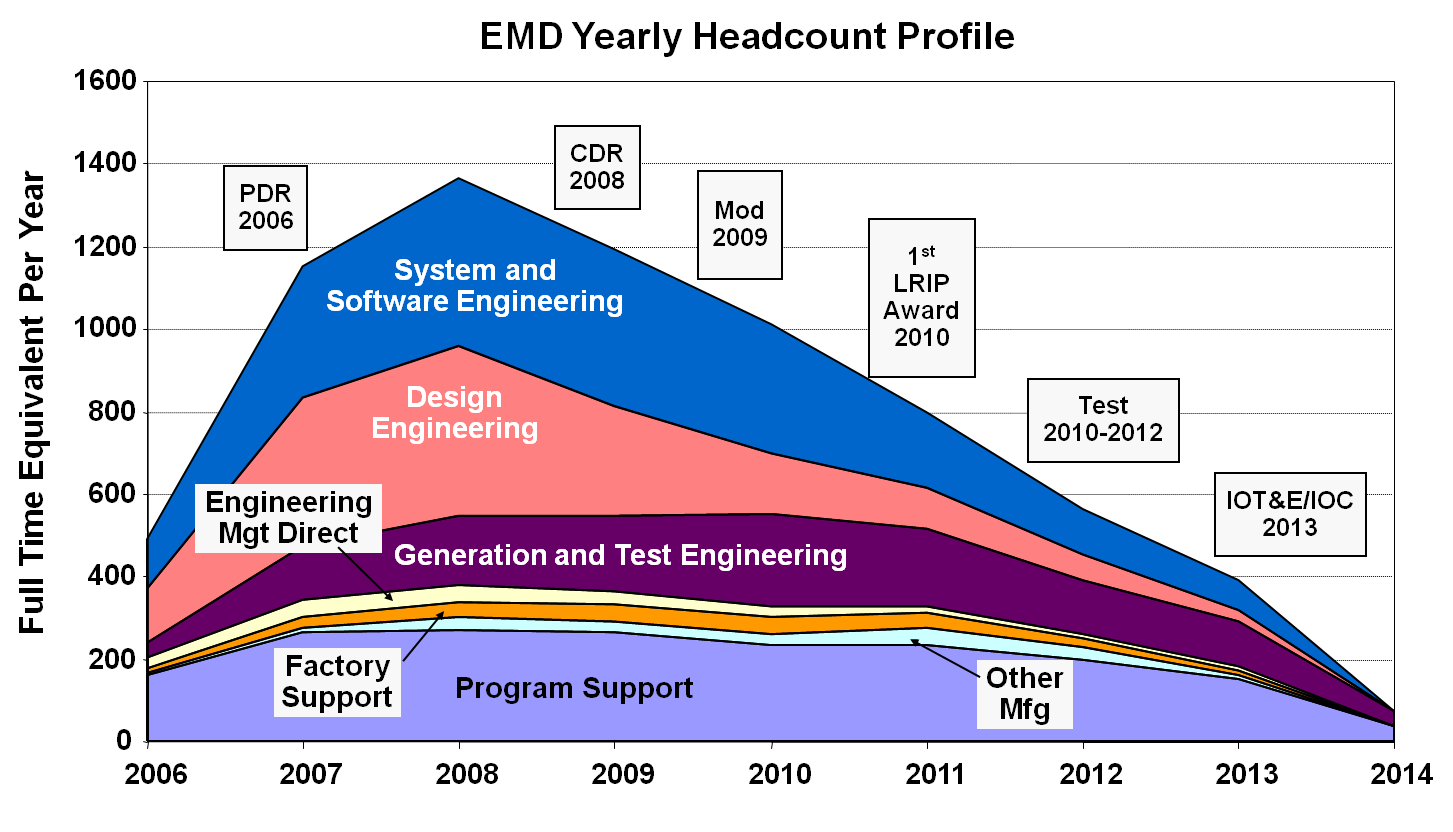 EMD Yearly Headcount Profile
Full Time Equivalent Per Year
1600
1400
1200
1000
800
600
400
200
0
PDR
2006
CDR
2008
Mod
2009
1st
LRIP
Award
2010
Test
2010-2012
IOT&E/IOC
2013
System and
Software Engineering
Design
Engineering
Engineering
Mgt Direct
Generation and Test Engineering
Factory
Support
Program Support
Other
Mfg
2006
2007
2008
2009
2010
2011
2012
2013
2014